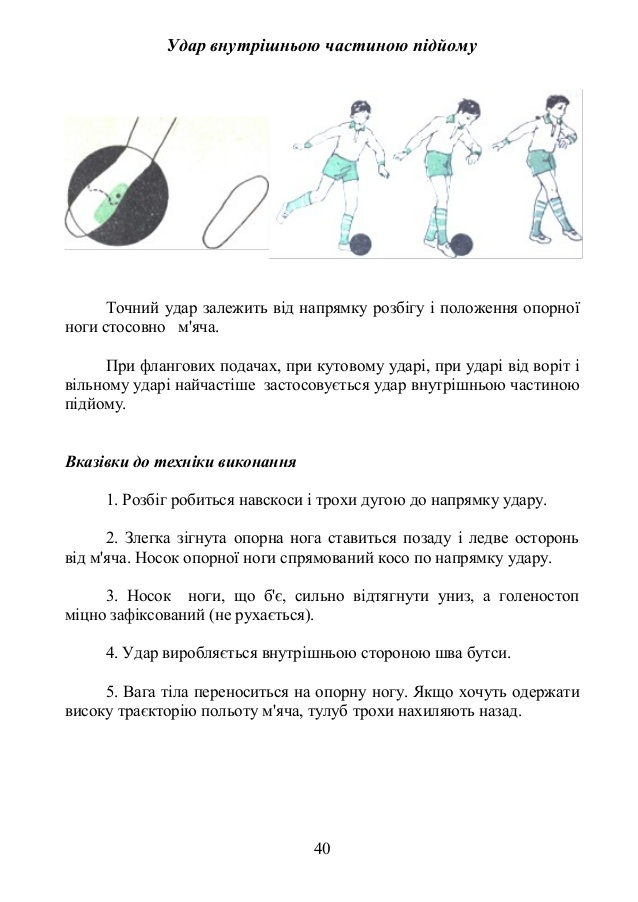 Удар внутрішньою частиною підйому
Точний удар залежить від напрямку розбігу і положення опорної
ноги стосовно м'яча.
При флангових подачах, при кутовому ударі, при ударі від воріт і
вільному ударі найчастіше застосовується удар внутрішньою частиною
підйому.
Вказівки до техніки виконання
1. Розбіг робиться навскоси і трохи дугою до напрямку удару.
2. Злегка зігнута опорна нога ставиться позаду і ледве осторонь
від м'яча. Носок опорної ноги спрямований косо по напрямку удару.
3. Носок ноги, що б'є, сильно відтягнути униз, а голеностоп
міцно зафіксований (не рухається).
4. Удар виробляється внутрішньою стороною шва бутси.
5. Вага тіла переноситься на опорну ногу. Якщо хочуть одержати
високу траєкторію польоту м'яча, тулуб трохи нахиляють назад.
40